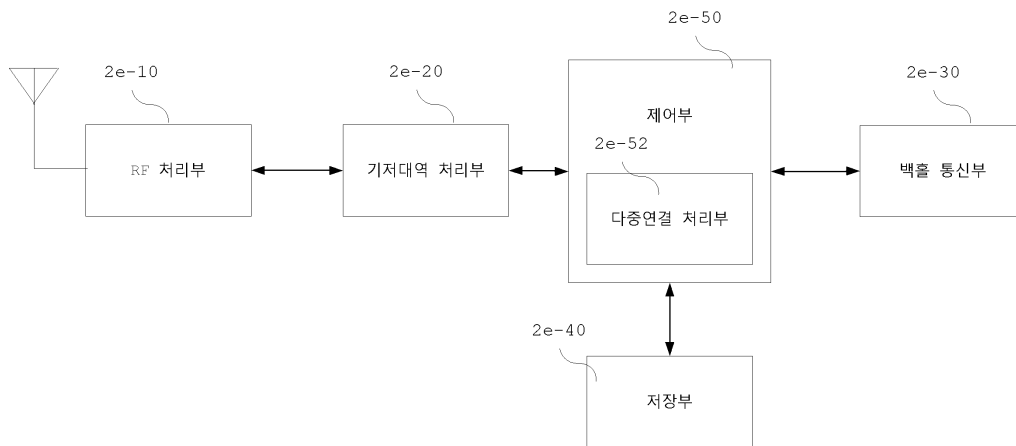 2e-50
2e-10
2e-20
2e-30
제어부
2e-52
RF 처리부
기저대역 처리부
백홀 통신부
다중연결 처리부
2e-40
저장부